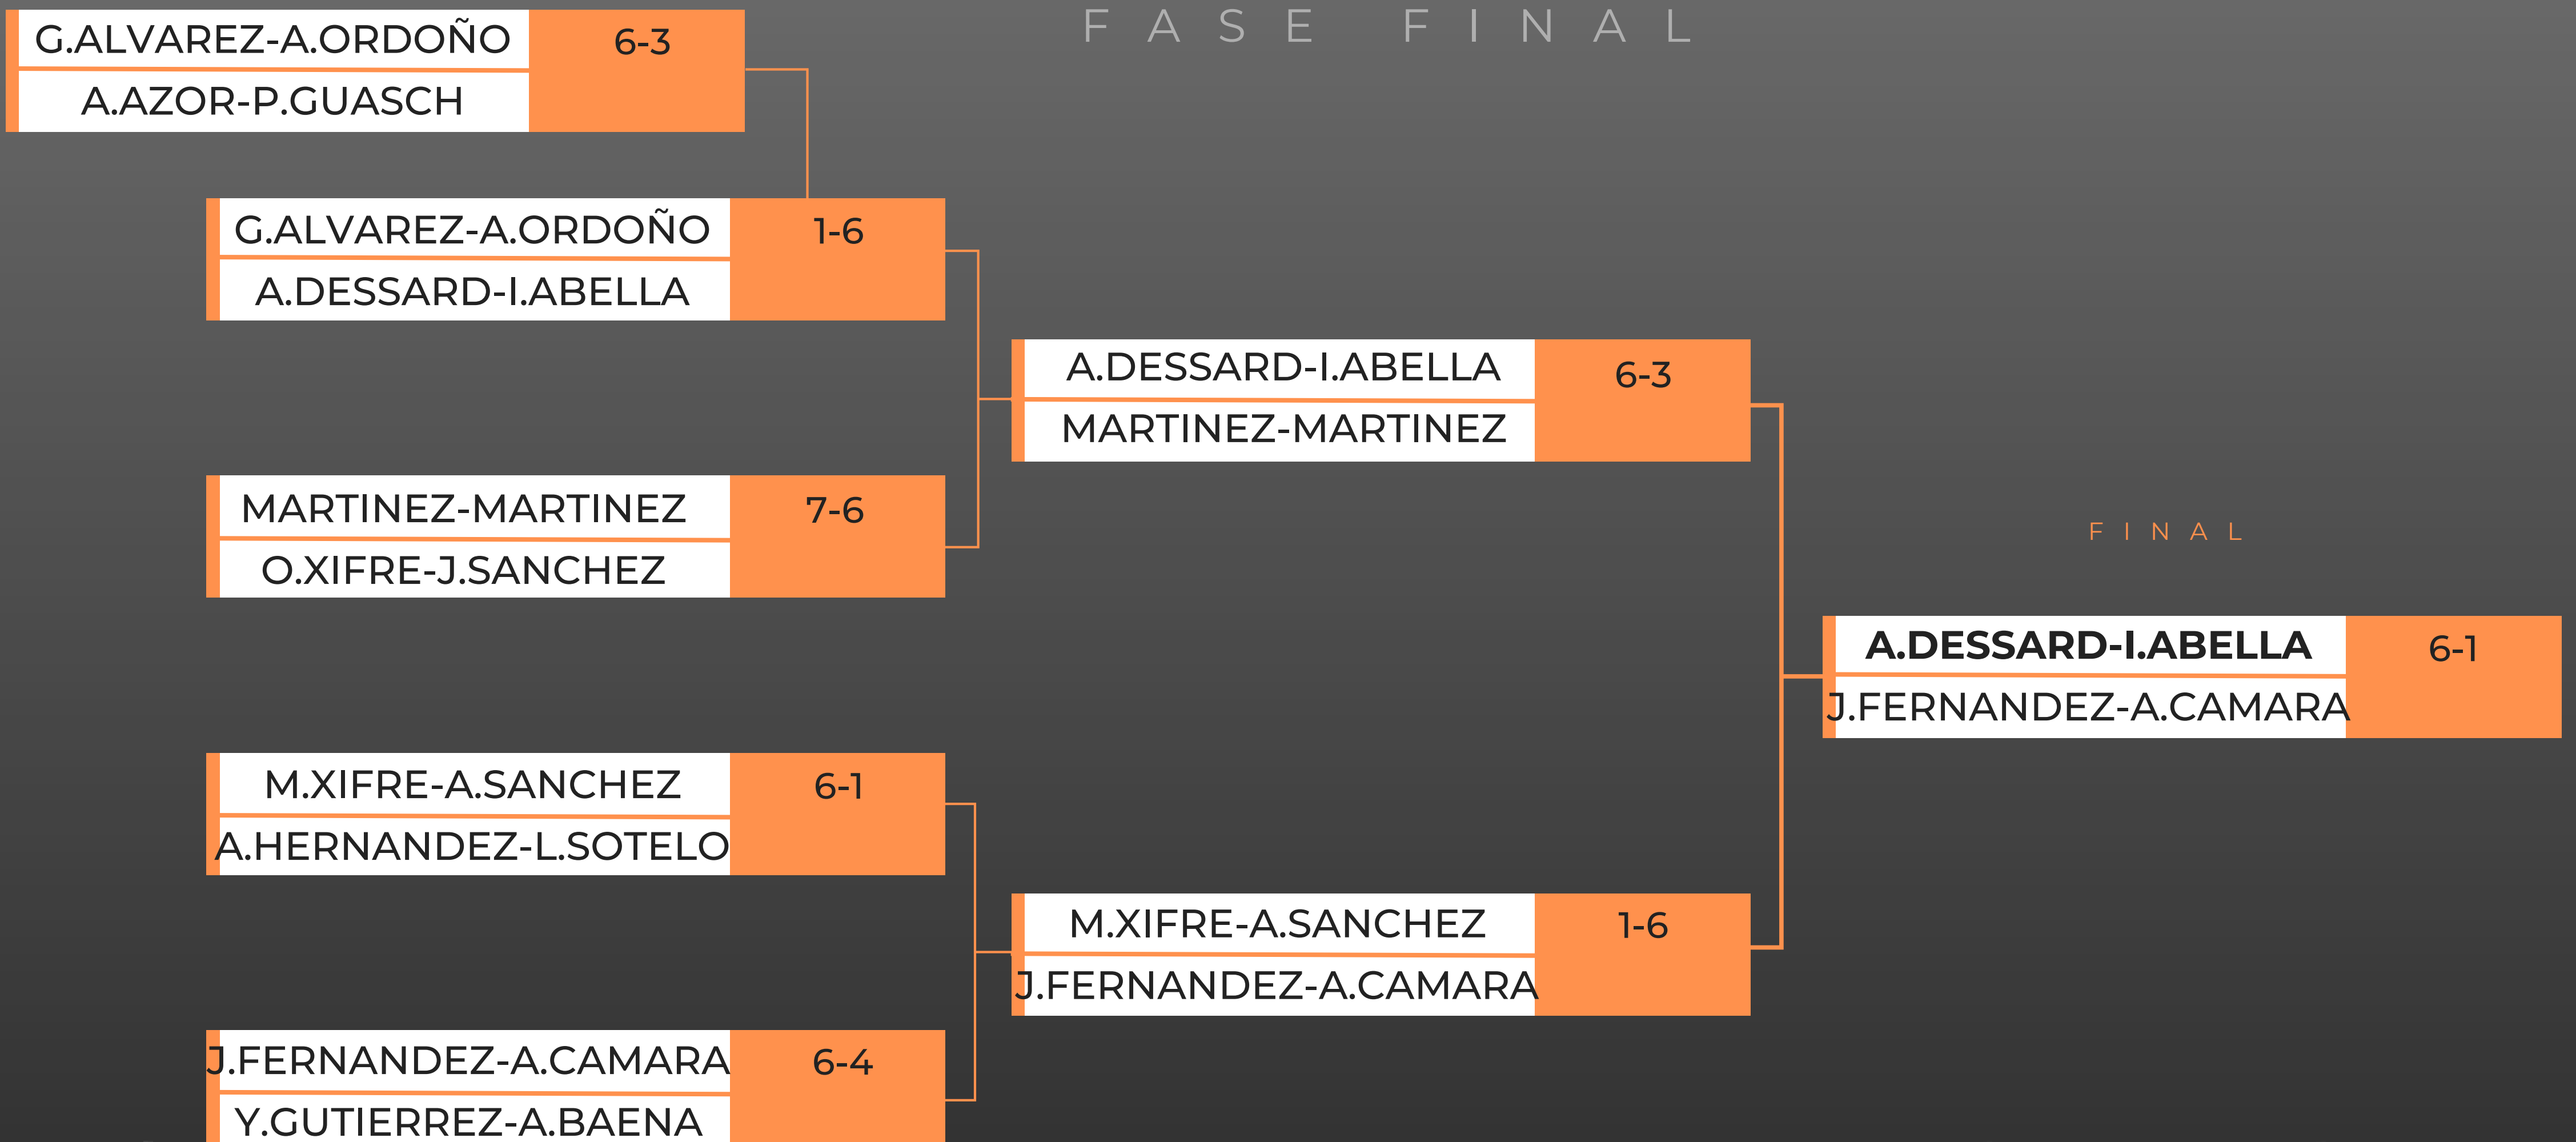 FASE FINAL
G.ALVAREZ-A.ORDOÑO 6-3
A.AZOR-P.GUASCH
G.ALVAREZ-A.ORDOÑO 1-6
A.DESSARD-I.ABELLA
A.DESSARD-I.ABELLA 6-3
MARTINEZ-MARTINEZ
MARTINEZ-MARTINEZ 7-6
O.XIFRE-J.SANCHEZ
FINAL
A.DESSARD-I.ABELLA 6-1
J.FERNANDEZ-A.CAMARA
M.XIFRE-A.SANCHEZ 6-1
A.HERNANDEZ-L.SOTELO
M.XIFRE-A.SANCHEZ 1-6
J.FERNANDEZ-A.CAMARA
J.FERNANDEZ-A.CAMARA 6-4
Y.GUTIERREZ-A.BAENA